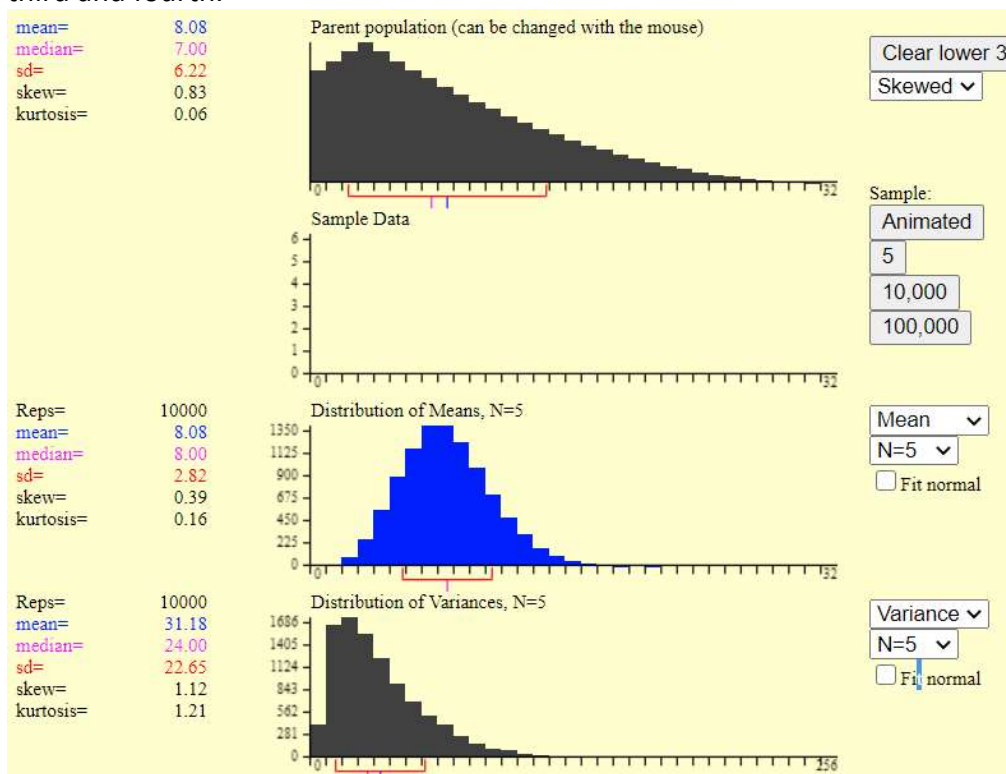 third and fourth.
mean= 8.08
median= 7.00
sd= 6.22
skew= 0.83
kurtosis= 0.06
Parent population (can be changed with the mouse)
0 32
Clear lower 3
Skewed
Sample Data
6
5
4
3
2
1
0
0 32
Sample:
Animated
5
10,000
100,000
Reps= 10000
mean= 8.08
median= 8.00
sd= 2.82
skew= 0.39
kurtosis= 0.16
Distribution of Means, N=5
1350
1125
900
675
450
225
0
0 32
Mean
N=5
Fit normal
Reps= 10000
mean= 31.18
median= 24.00
sd= 22.65
skew= 1.12
kurtosis= 1.21
Distribution of Variances, N=5
1686
1405
1124
843
562
281
0
0 256
Variance
N=5
Fit normal